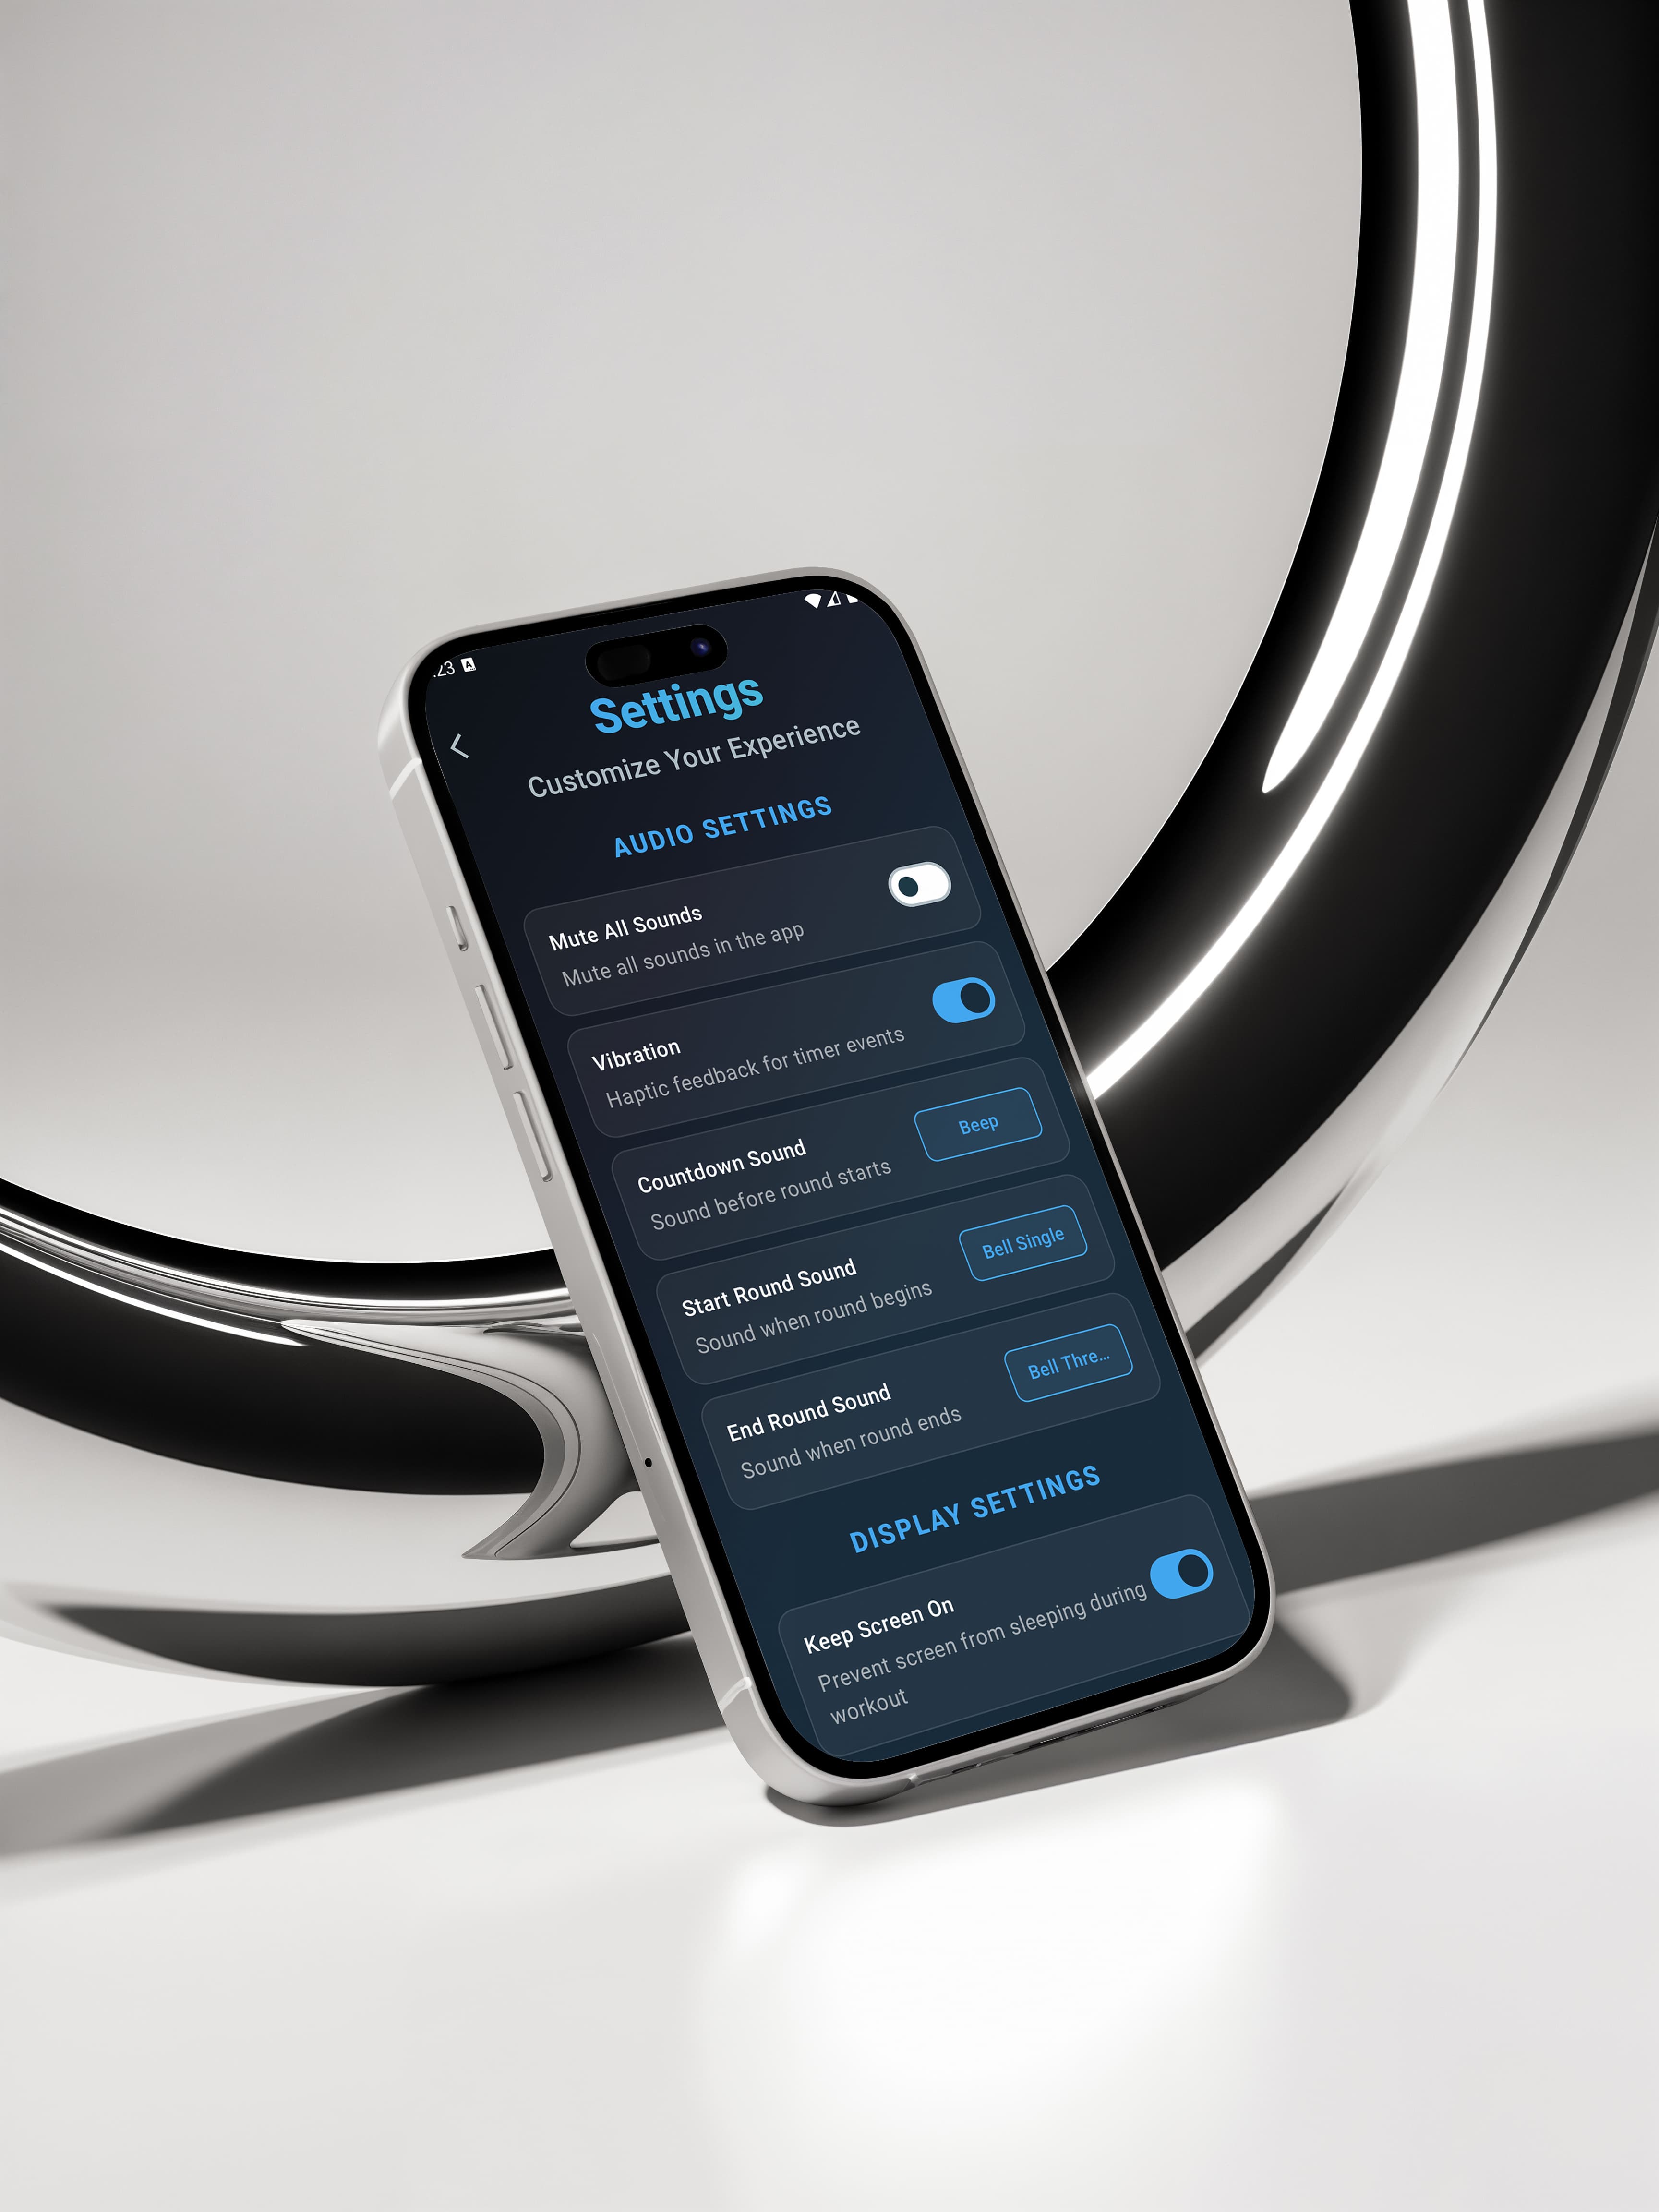 :23
Settings
Customize Your Experience
AUDIO SETTINGS
Mute All Sounds
Mute all sounds in the app
Vibration
Haptic feedback for timer events
Countdown Sound
Sound before round starts
Beep
Start Round Sound
Sound when round begins
Bell Single
End Round Sound
Sound when round ends
Bell Thre...
DISPLAY SETTINGS
Keep Screen On
Prevent screen from sleeping during
workout